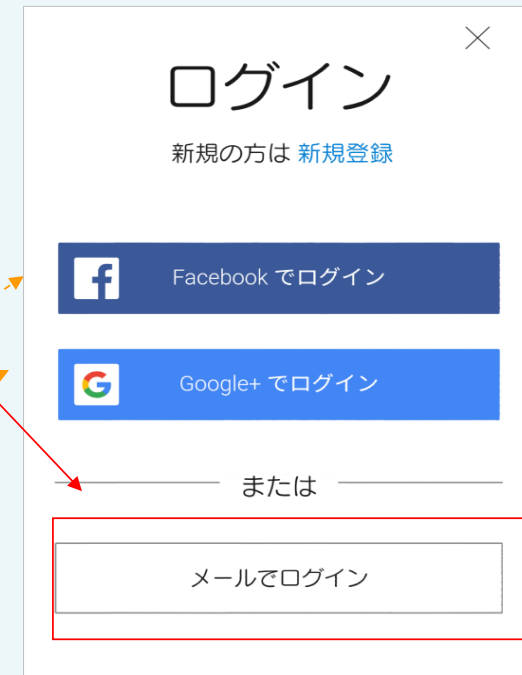 ログイン
新規の方は 新規登録
Facebook でログイン
Google+ でログイン
または
メールでログイン